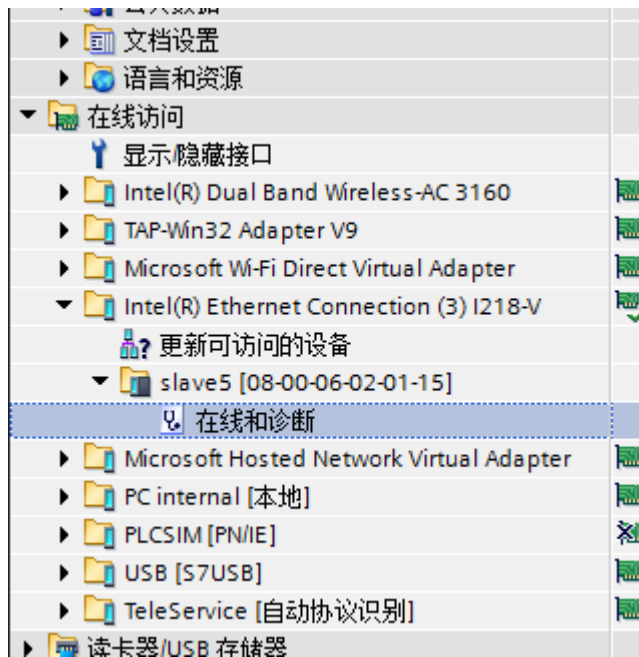 文档设置
语言和资源
在线访问
显示/隐藏接口
Intel(R) Dual Band Wireless-AC 3160
TAP-Win32 Adapter V9
Microsoft Wi-Fi Direct Virtual Adapter
Intel(R) Ethernet Connection (3) I218-V
更新可访问的设备
slave5 [08-00-06-02-01-15]
在线和诊断
Microsoft Hosted Network Virtual Adapter
PC internal [本地]
PLCSIM [PN/IE]
USB [S7USB]
TeleService [自动协议识别]
读卡器/USB 存储器